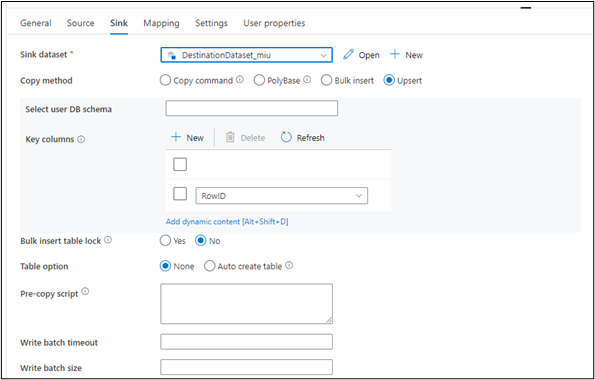 General Source Sink Mapping Settings User properties
Sink dataset * DestinationDataset_miu Open New
Copy method Copy command PolyBase Bulk insert Upsert
Select user DB schema
Key columns New Delete Refresh
RowID
Add dynamic content [Alt+Shift+D]
Bulk insert table lock Yes No
Table option None Auto create table
Pre-copy script
Write batch timeout
Write batch size